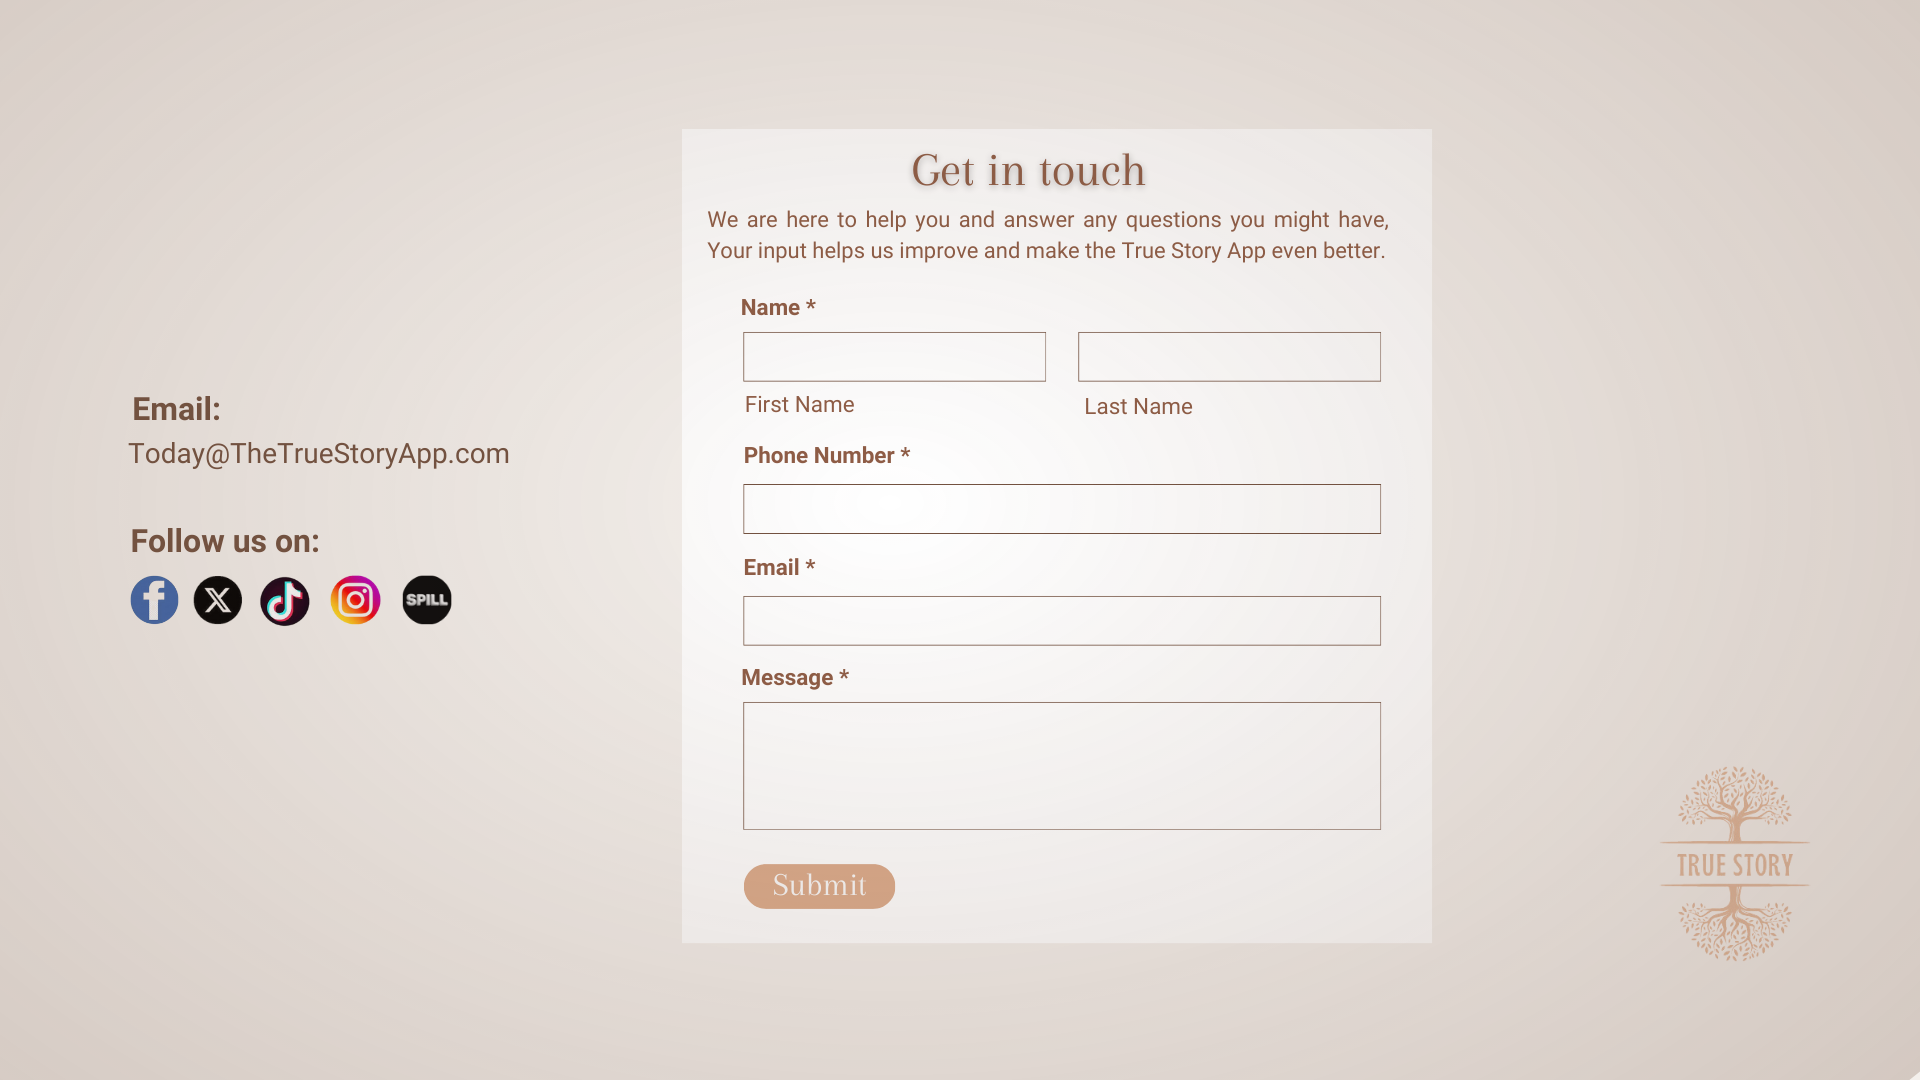 Email:
Today@TheTrueStoryApp.com
Follow us on:
SPILL
Get in touch
We are here to help you and answer any questions you might have,
Your input helps us improve and make the True Story App even better.
Name *
First Name
Last Name
Phone Number *
Email *
Message *
Submit
TRUE STORY